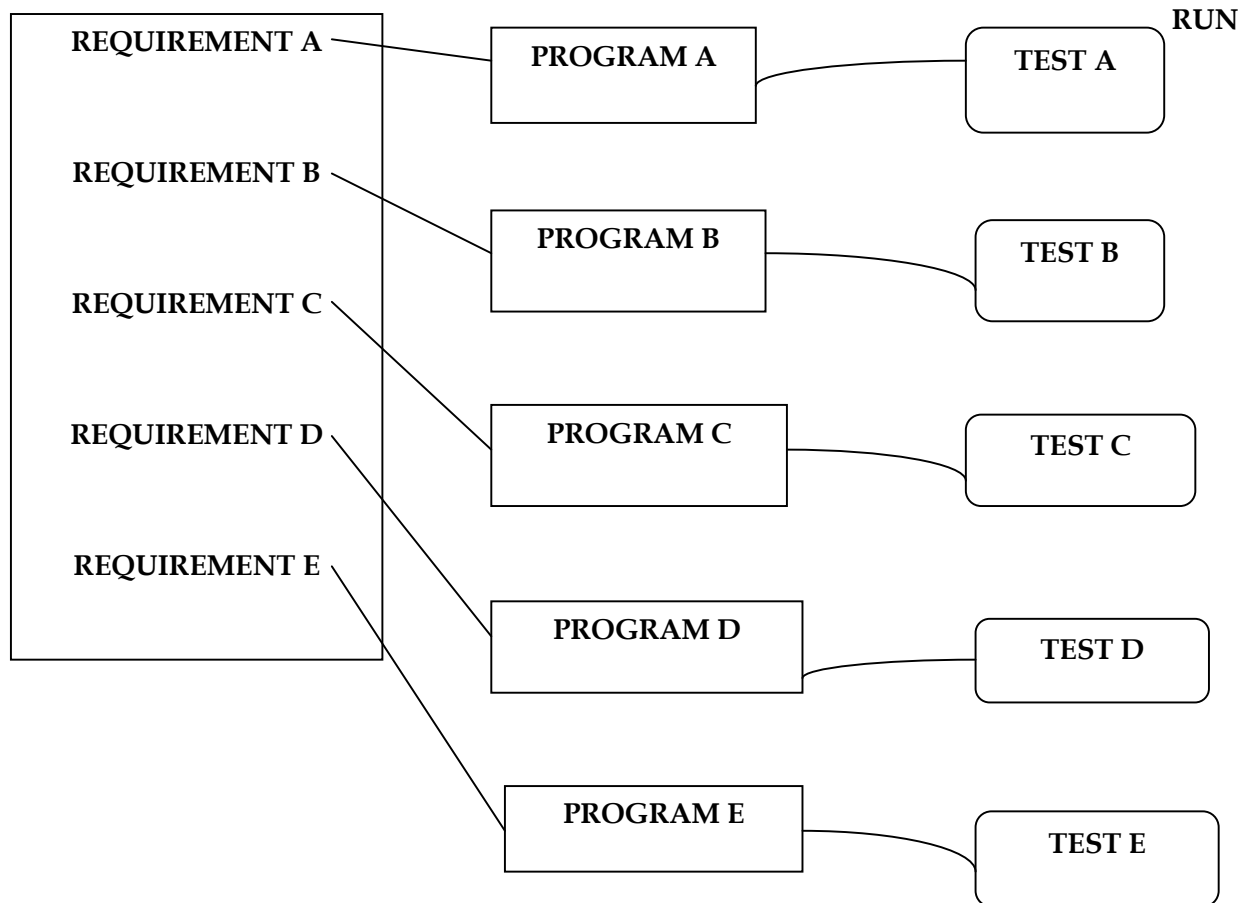 RUN
REQUIREMENT A
PROGRAM A
TEST A
REQUIREMENT B
PROGRAM B
TEST B
REQUIREMENT C
PROGRAM C
TEST C
REQUIREMENT D
PROGRAM D
TEST D
REQUIREMENT E
PROGRAM E
TEST E